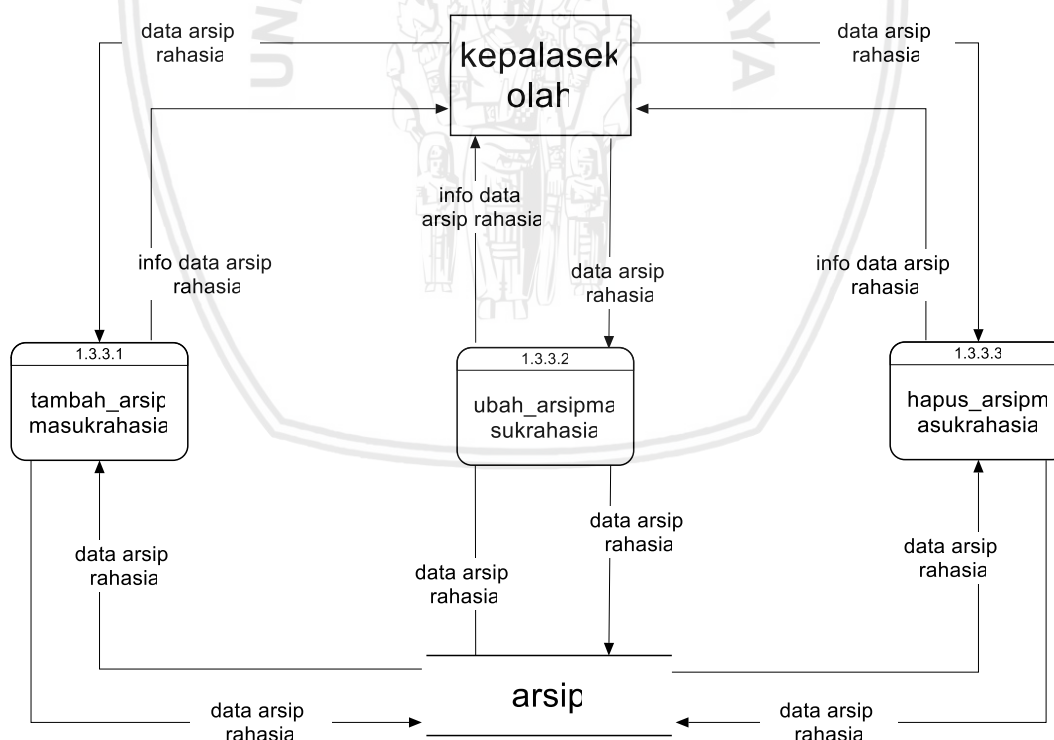 data arsip
rahasia
kepalasek
olah
data arsip
rahasia
UNI
AYA
info data
arsip rahasia
info data arsip
rahasia
data arsip
rahasia
info data arsip
rahasia
1.3.3.1
tambah_arsip
masukrahasia
1.3.3.2
ubah_arsipma
sukrahasia
1.3.3.3
hapus_arsipm
asukrahasia
data arsip
rahasia
data arsip
rahasia
data arsip
rahasia
data arsip
rahasia
arsip
data arsip
rahasia
data arsip
rahasia